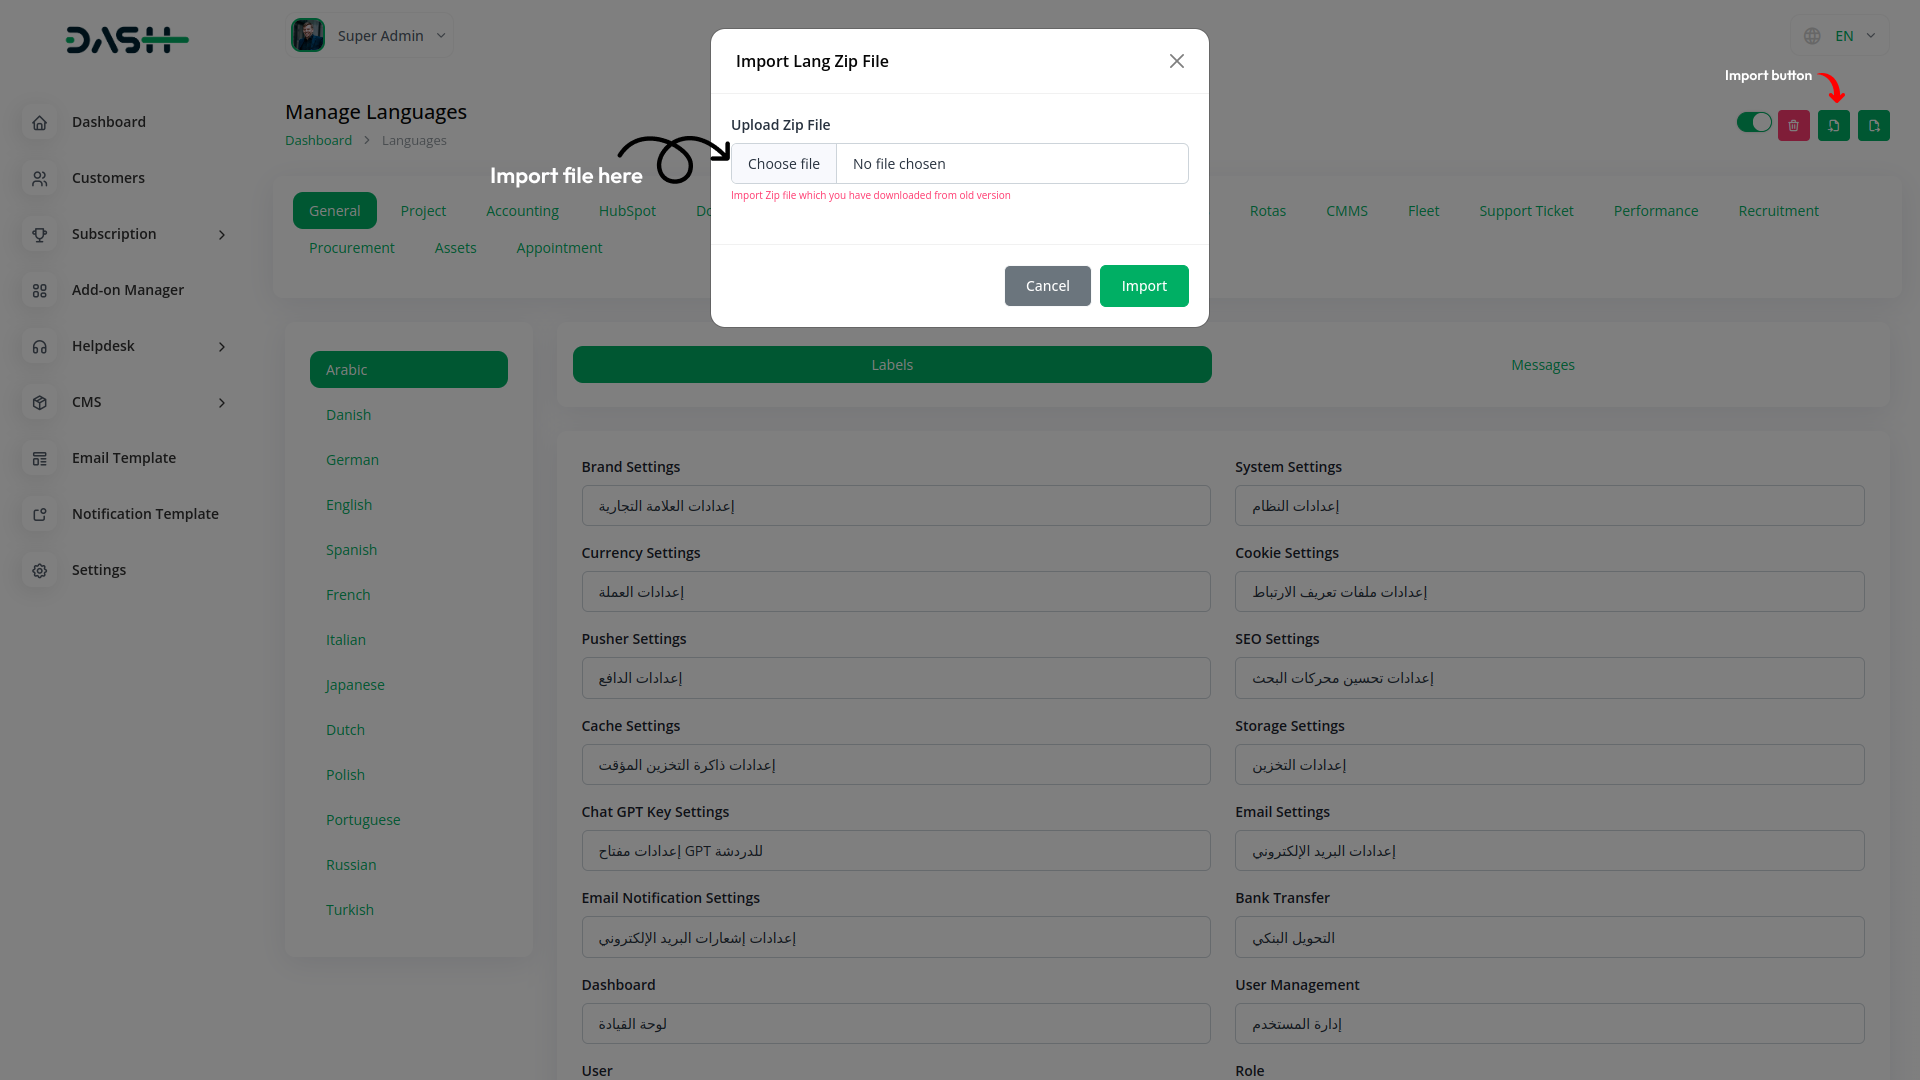 DASH
Super Admin
Import Lang Zip File
EN
Import button
Manage Languages
Dashboard > Languages
Upload Zip File
Choose file No file chosen
Import file here
Import Zip file which you have downloaded from old version
Cancel Import
Dashboard
Customers
Subscription
Add-on Manager
Helpdesk
CMS
Email Template
Notification Template
Settings
General Project Accounting HubSpot Rotas CMMS Fleet Support Ticket Performance Recruitment
Procurement Assets Appointment
Arabic
Danish
German
English
Spanish
French
Italian
Japanese
Dutch
Polish
Portuguese
Russian
Turkish
Labels Messages
Brand Settings
إعدادات العلامة التجارية
System Settings
إعدادات النظام
Currency Settings
إعدادات العملة
Cookie Settings
إعدادات ملفات تعريف الارتباط
Pusher Settings
إعدادات الدافع
SEO Settings
إعدادات تحسين محركات البحث
Cache Settings
إعدادات ذاكرة التخزين المؤقت
Storage Settings
إعدادات التخزين
Chat GPT Key Settings
إعدادات مفتاح GPT للدردشة
Email Settings
إعدادات البريد الإلكتروني
Email Notification Settings
إعدادات إشعارات البريد الإلكتروني
Bank Transfer
التحويل البنكي
Dashboard
لوحة القيادة
User Management
إدارة المستخدم
User
Role